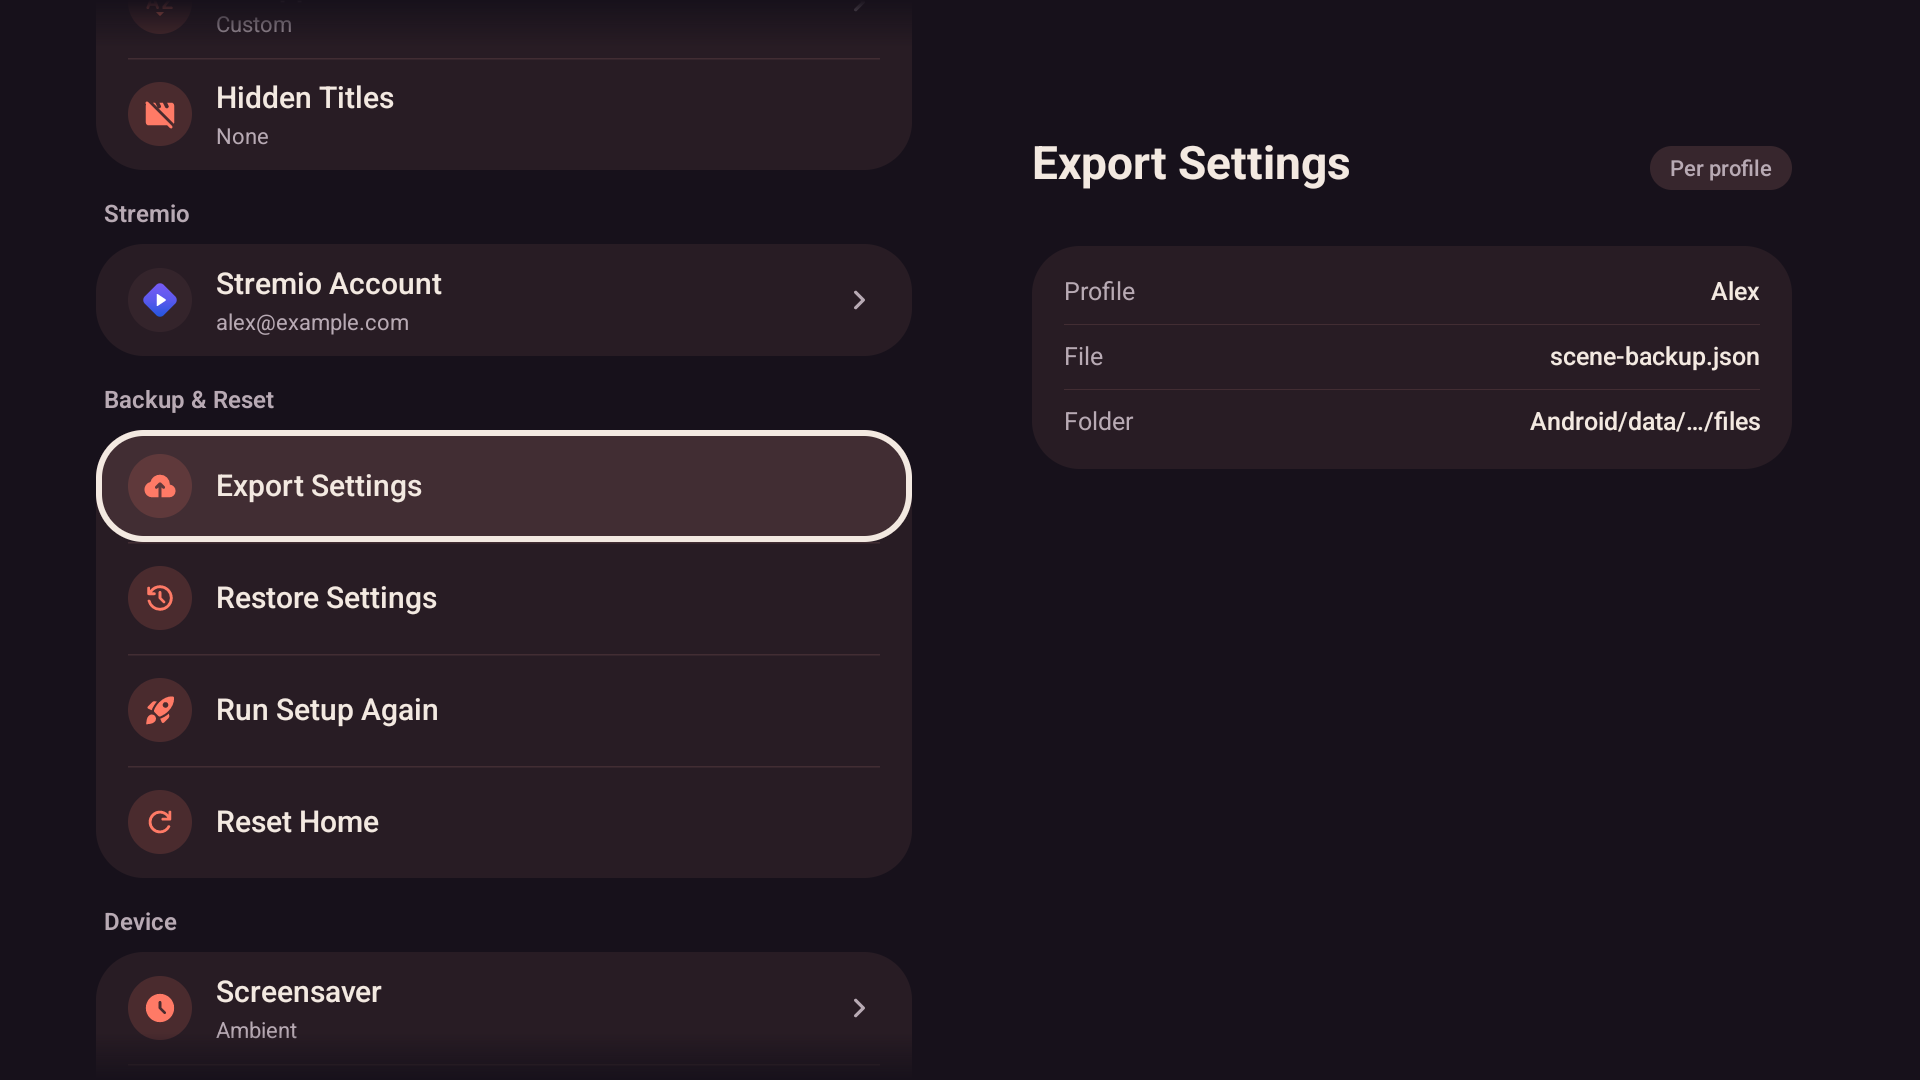 Custom
Hidden Titles
None
Stremio
Stremio Account
alex@example.com
Backup & Reset
Export Settings
Restore Settings
Run Setup Again
Reset Home
Device
Screensaver
Ambient
Export Settings
Per profile
Profile
Alex
File
scene-backup.json
Folder
Android/data/…/files